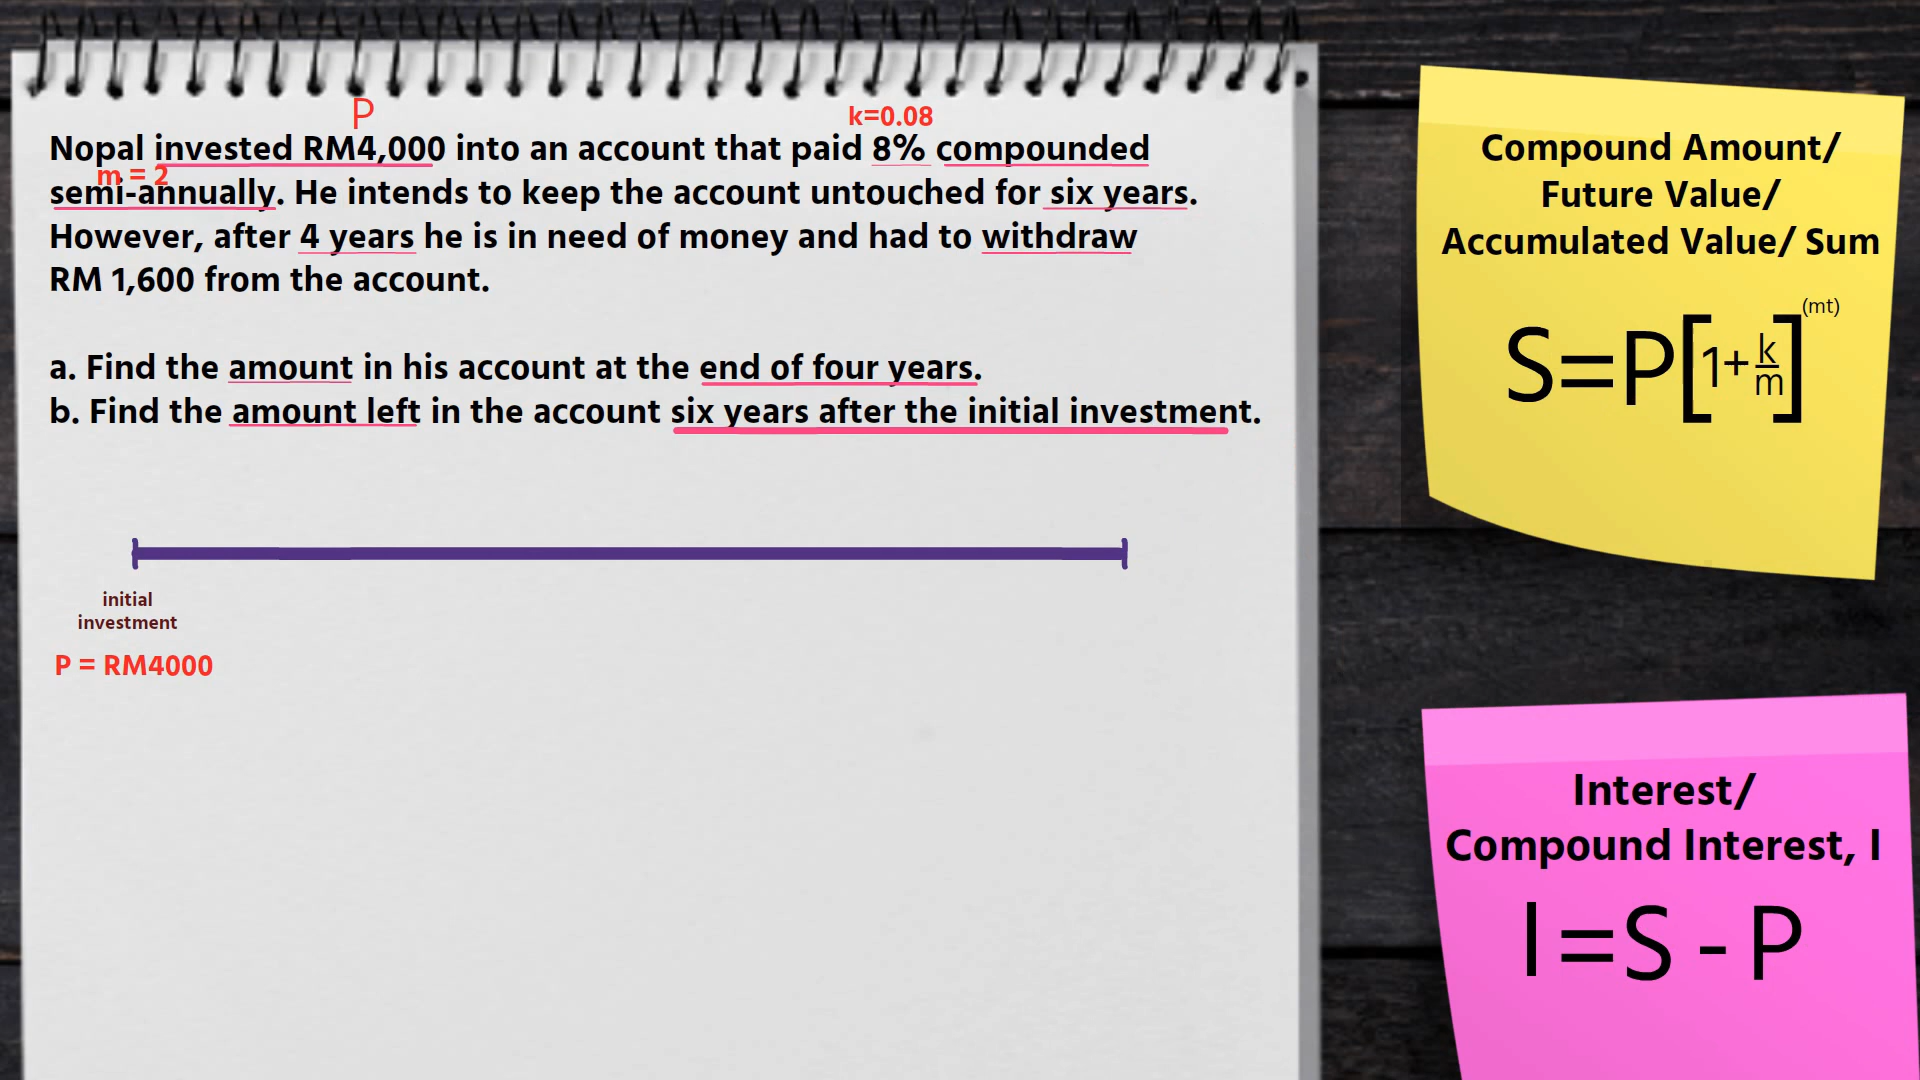 P
k=0.08
Nopal invested RM4,000 into an account that paid 8% compounded
m = 2
semi-annually. He intends to keep the account untouched for six years.
However, after 4 years he is in need of money and had to withdraw
RM 1,600 from the account.
a. Find the amount in his account at the end of four years.
b. Find the amount left in the account six years after the initial investment.
initial
investment
P = RM4000
Compound Amount/
Future Value/
Accumulated Value/ Sum
S=P[1+k/m]^(mt)
Interest/
Compound Interest, I
I=S - P